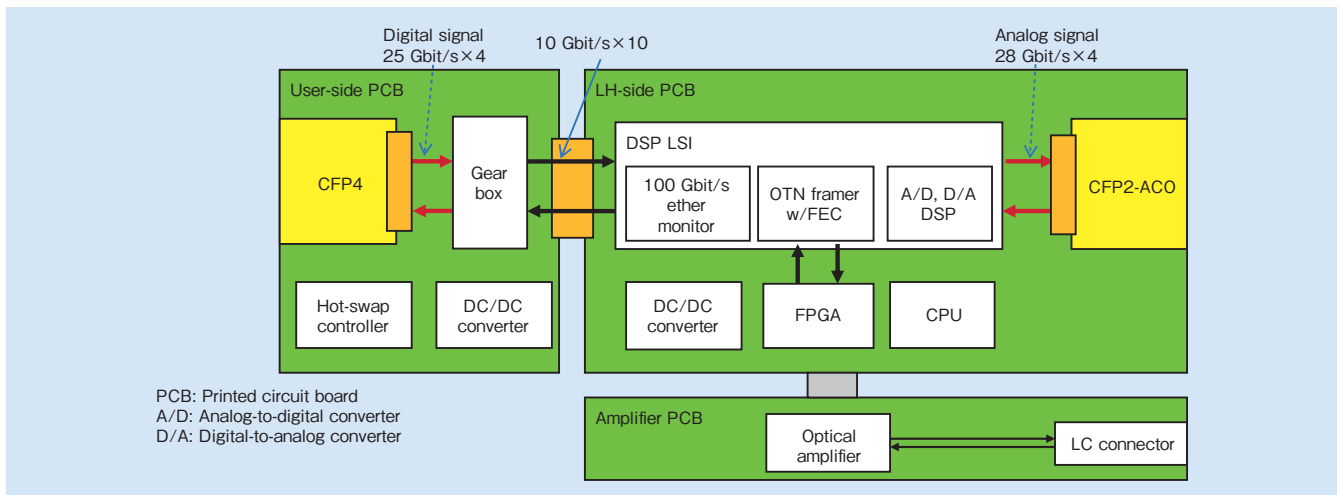 Digital signal
25 Gbit/s×4
10 Gbit/s×10
Analog signal
28 Gbit/s×4
User-side PCB
LH-side PCB
CFP4
Gear
box
DSP LSI
100 Gbit/s
ether
monitor
OTN framer
w/FEC
A/D, D/A
DSP
CFP2-ACO
Hot-swap
controller
DC/DC
converter
DC/DC
converter
FPGA
CPU
PCB: Printed circuit board
A/D: Analog-to-digital converter
D/A: Digital-to-analog converter
Amplifier PCB
Optical
amplifier
LC connector